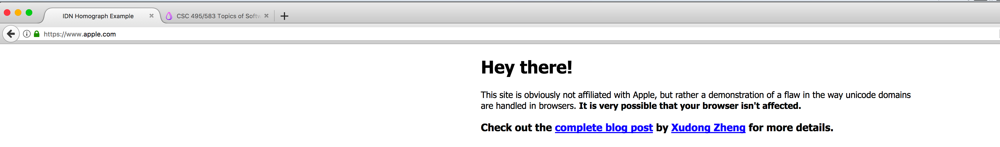 IDN Homograph Example
CSC 495/583 Topics of Softw
https://www.apple.com
Hey there!
This site is obviously not affiliated with Apple, but rather a demonstration of a flaw in the way unicode domains
are handled in browsers. It is very possible that your browser isn't affected.
Check out the complete blog post by Xudong Zheng for more details.